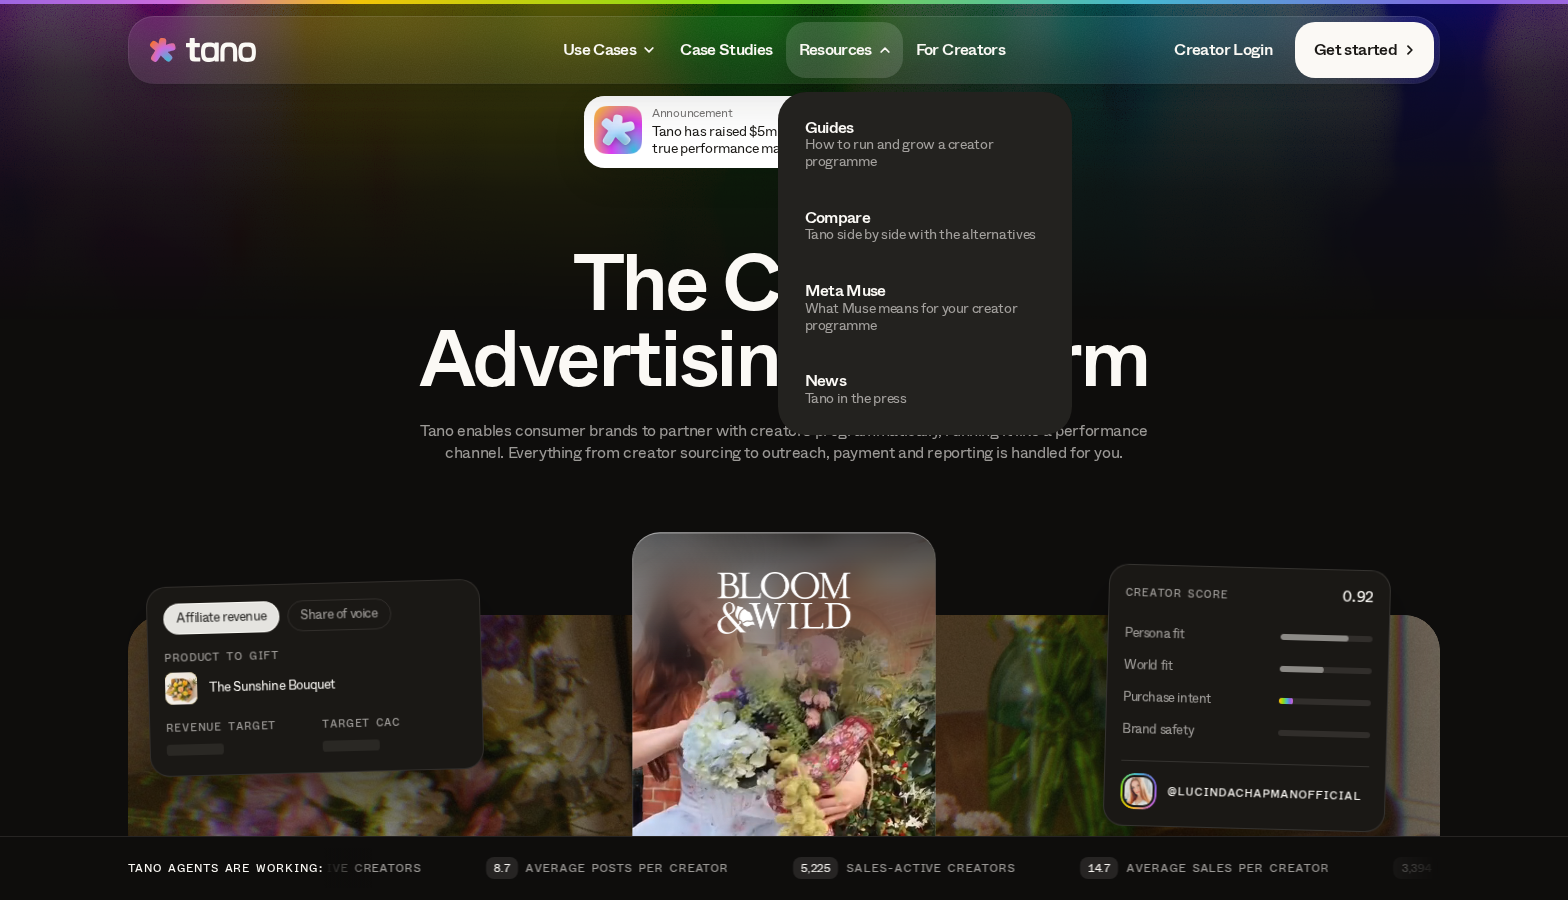 tano
Use Cases
Case Studies
Resources
For Creators
Creator Login
Get started
Announcement
Tano has raised $5m
true performance
Guides
How to run and grow a creator
programme
Compare
Tano side by side with the alternatives
Meta Muse
What Muse means for your creator
programme
News
Tano in the press
The
Tano enables consumer brands to partner with performance
channel. Everything from creator sourcing to outreach, payment and reporting is handled for you.
Affiliate revenue
Share of voice
PRODUCT TO GIFT
The Sunshine Bouquet
REVENUE TARGET
TARGET CAC
BLOOM
&WILD
CREATOR SCORE
0.92
Persona fit
World fit
Purchase intent
Brand safety
@LUCINDACHAPMANOFFICIAL
TANO AGENTS ARE WORKING:
CREATORS
8.7 AVERAGE POSTS PER CREATOR
5,225 SALES-ACTIVE CREATORS
14.7 AVERAGE SALES PER CREATOR
3,394